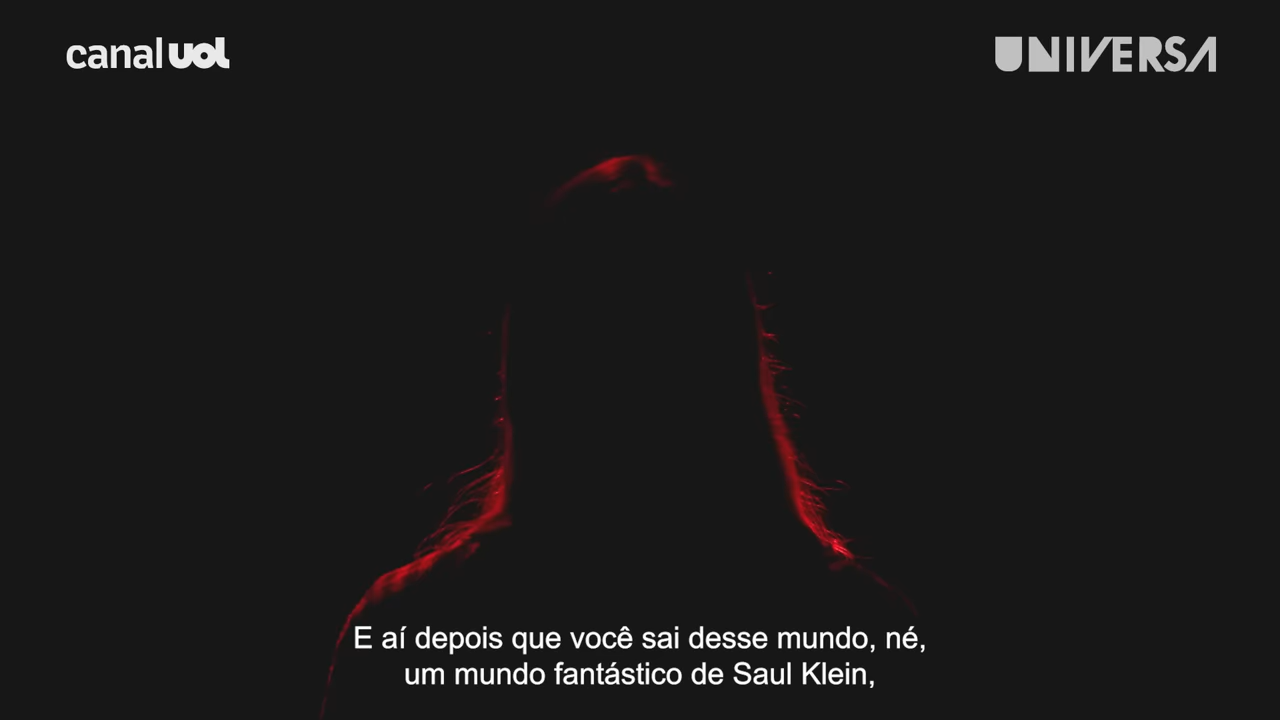 canal uol
UNIVERSA
E aí depois que você sai desse mundo, né,
um mundo fantástico de Saul Klein,